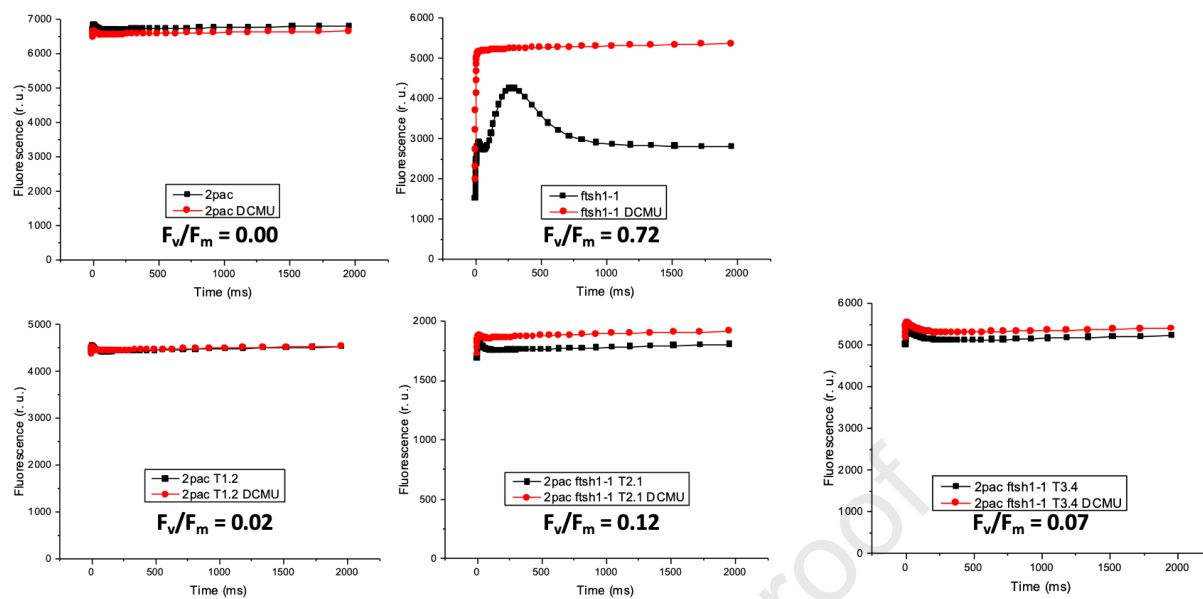 7000
6000
5000
4000
3000
2000
1000
0
Fluorescence (r. u.)
2pac
2pac DCMU
Fv/Fm = 0.00
0 500 1000 1500 2000
Time (ms)
6000
5000
4000
3000
2000
1000
0
Fluorescence (r. u.)
ftsh1-1
ftsh1-1 DCMU
Fv/Fm = 0.72
0 500 1000 1500 2000
Time (ms)
5000
4000
3000
2000
1000
0
Fluorescence (r. u.)
2pac T1.2
2pac T1.2 DCMU
Fv/Fm = 0.02
0 500 1000 1500 2000
Time (ms)
2000
1750
1500
500
250
0
Fluorescence (r. u.)
2pac ftsh1-1 T2.1
2pac ftsh1-1 T2.1 DCMU
Fv/Fm = 0.12
0 500 1000 1500 2000
Time (ms)
6000
5000
4000
3000
2000
1000
0
Fluorescence (r. u.)
2pac ftsh1-1 T3.4
2pac ftsh1-1 T3.4 DCMU
Fv/Fm = 0.07
0 500 1000 1500 2000
Time (ms)
roof